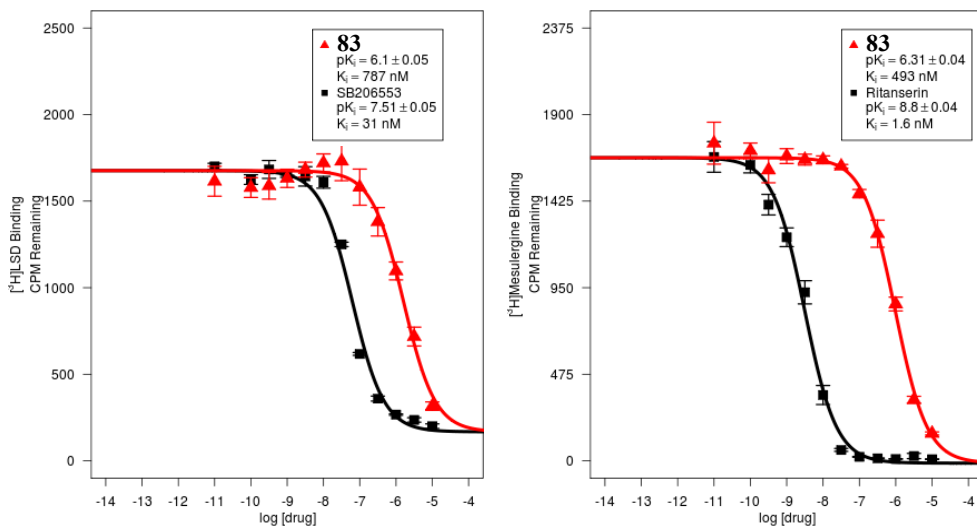 2500
2000
1500
1000
500
0
[³H]LSD Binding
CPM Remaining
83
pKi = 6.1 ± 0.05
Ki = 787 nM
SB206553
pKi = 7.51 ± 0.05
Ki = 31 nM
-14 -13 -12 -11 -10 -9 -8 -7 -6 -5 -4
log [drug]
2375
1900
1425
950
475
0
[³H]Mesulergine Binding
CPM Remaining
83
pKi = 6.31 ± 0.04
Ki = 493 nM
Ritanserin
pKi = 8.8 ± 0.04
Ki = 1.6 nM
-14 -13 -12 -11 -10 -9 -8 -7 -6 -5 -4
log [drug]